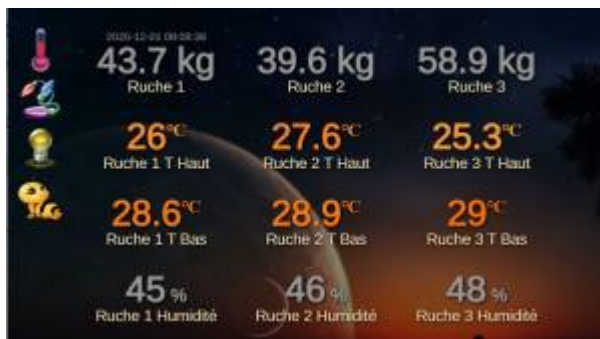 43.7 kg 39.6 kg 58.9 kg
Ruche 1 Ruche 2 Ruche 3
26°C 27.6°C 25.3°C
Ruche 1 T Haut Ruche 2 T Haut Ruche 3 T Haut
28.6°C 28.9°C 29°C
Ruche 1 T Bas Ruche 2 T Bas Ruche 3 T Bas
45 % 46 % 48 %
Ruche 1 Humidité Ruche 2 Humidité Ruche 3 Humidité